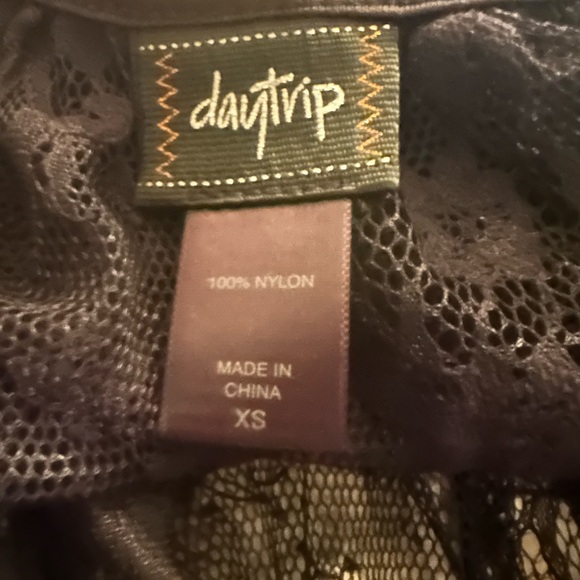 daytrip
100% NYLON
MADE IN
CHINA
XS